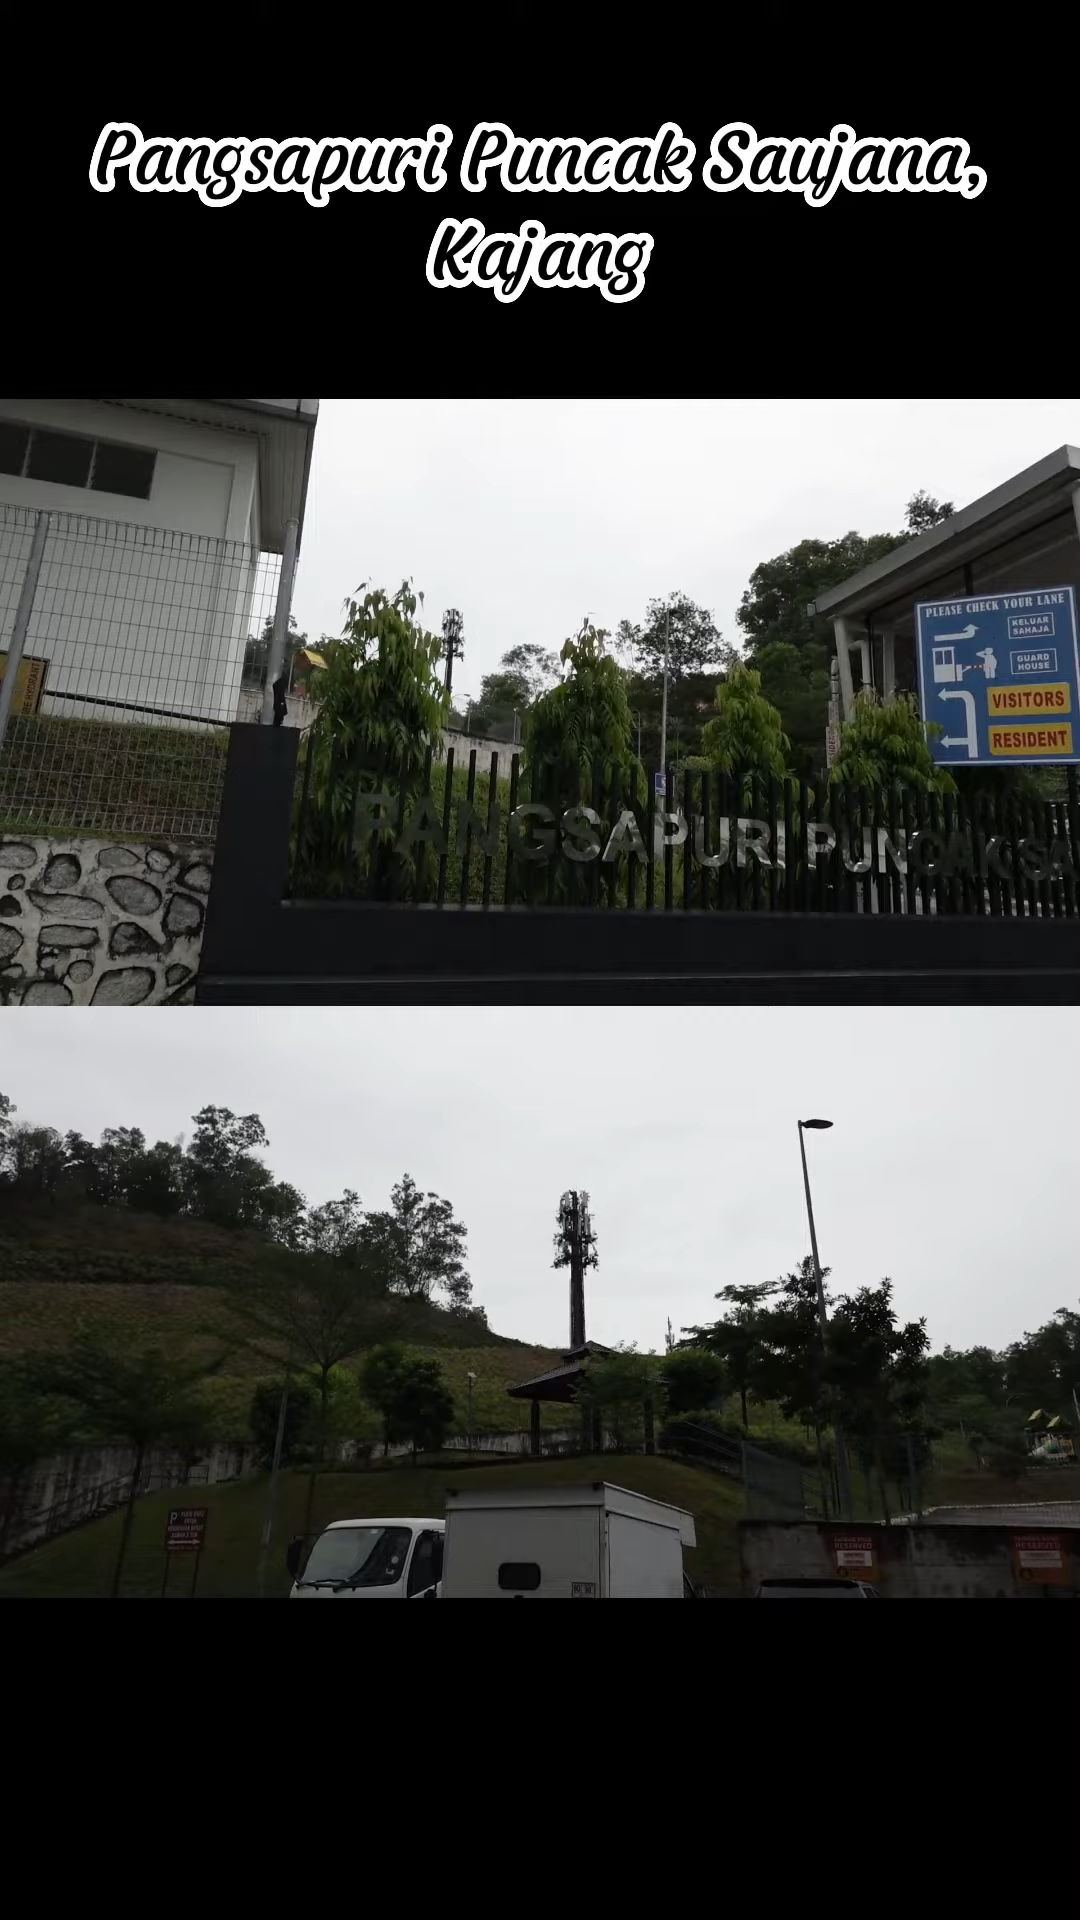 Pangsapuri Puncak Saujana,
Kajang
PLEASE CHECK YOUR LANE
KELUAR
SAHAJA
GUARD
HOUSE
VISITORS
RESIDENT
HYDRANT
PANGSAPURI PUNCAK SA
P
RESERVED
RESERVED